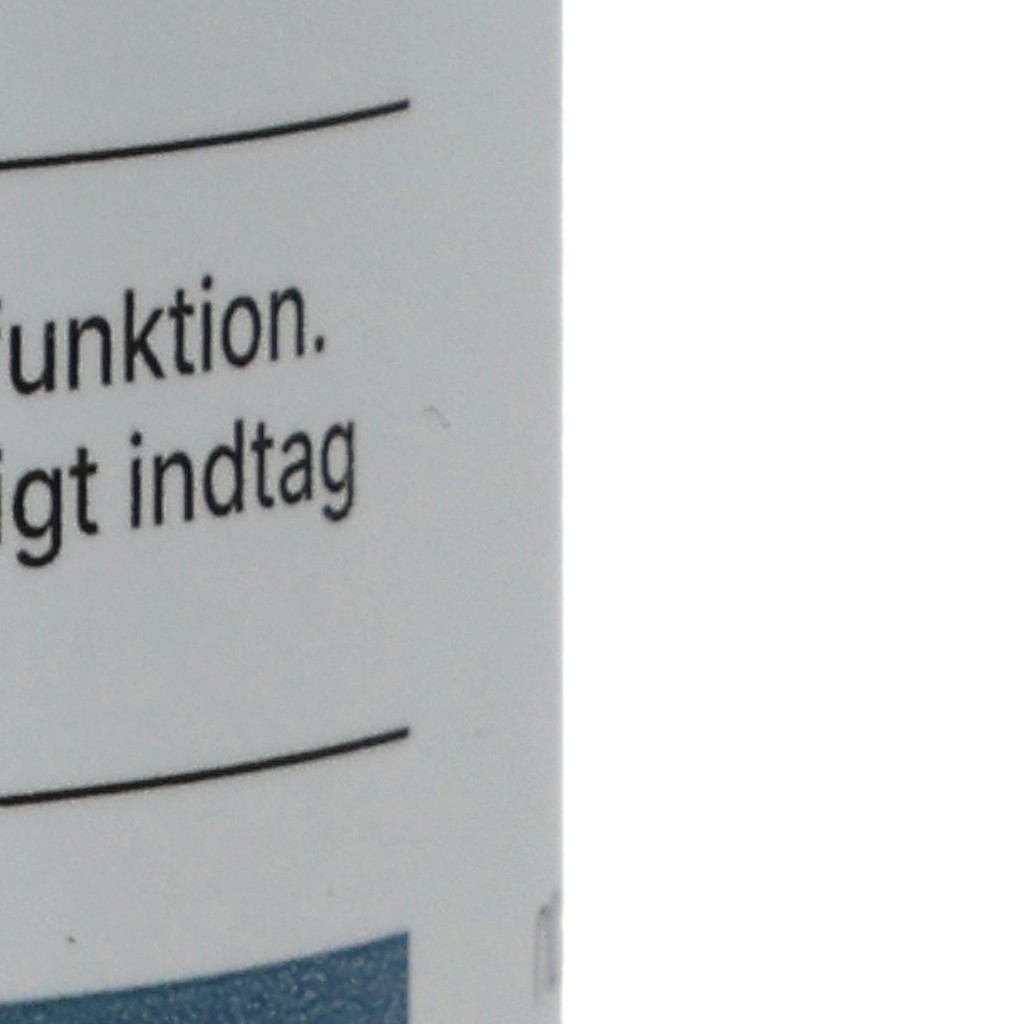 funktion.
igt indtag